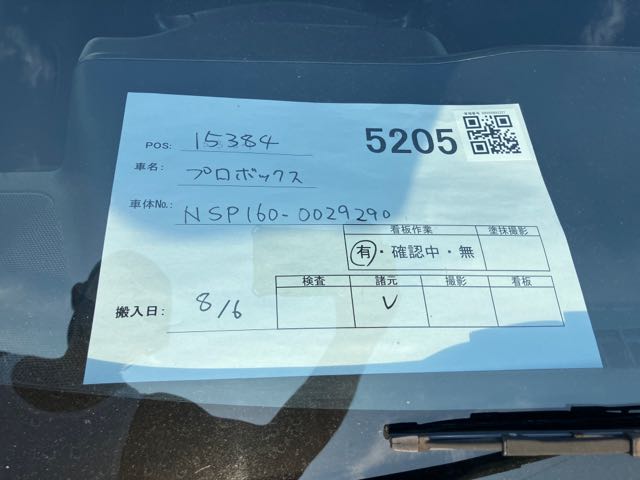 POS: 15384 5205
車名: プロボックス
車体No.: NSP160-0029290
看板作業 塗抹撮影
有・確認中・無
検査 諸元 撮影 看板
搬入日: 8/6 ✓